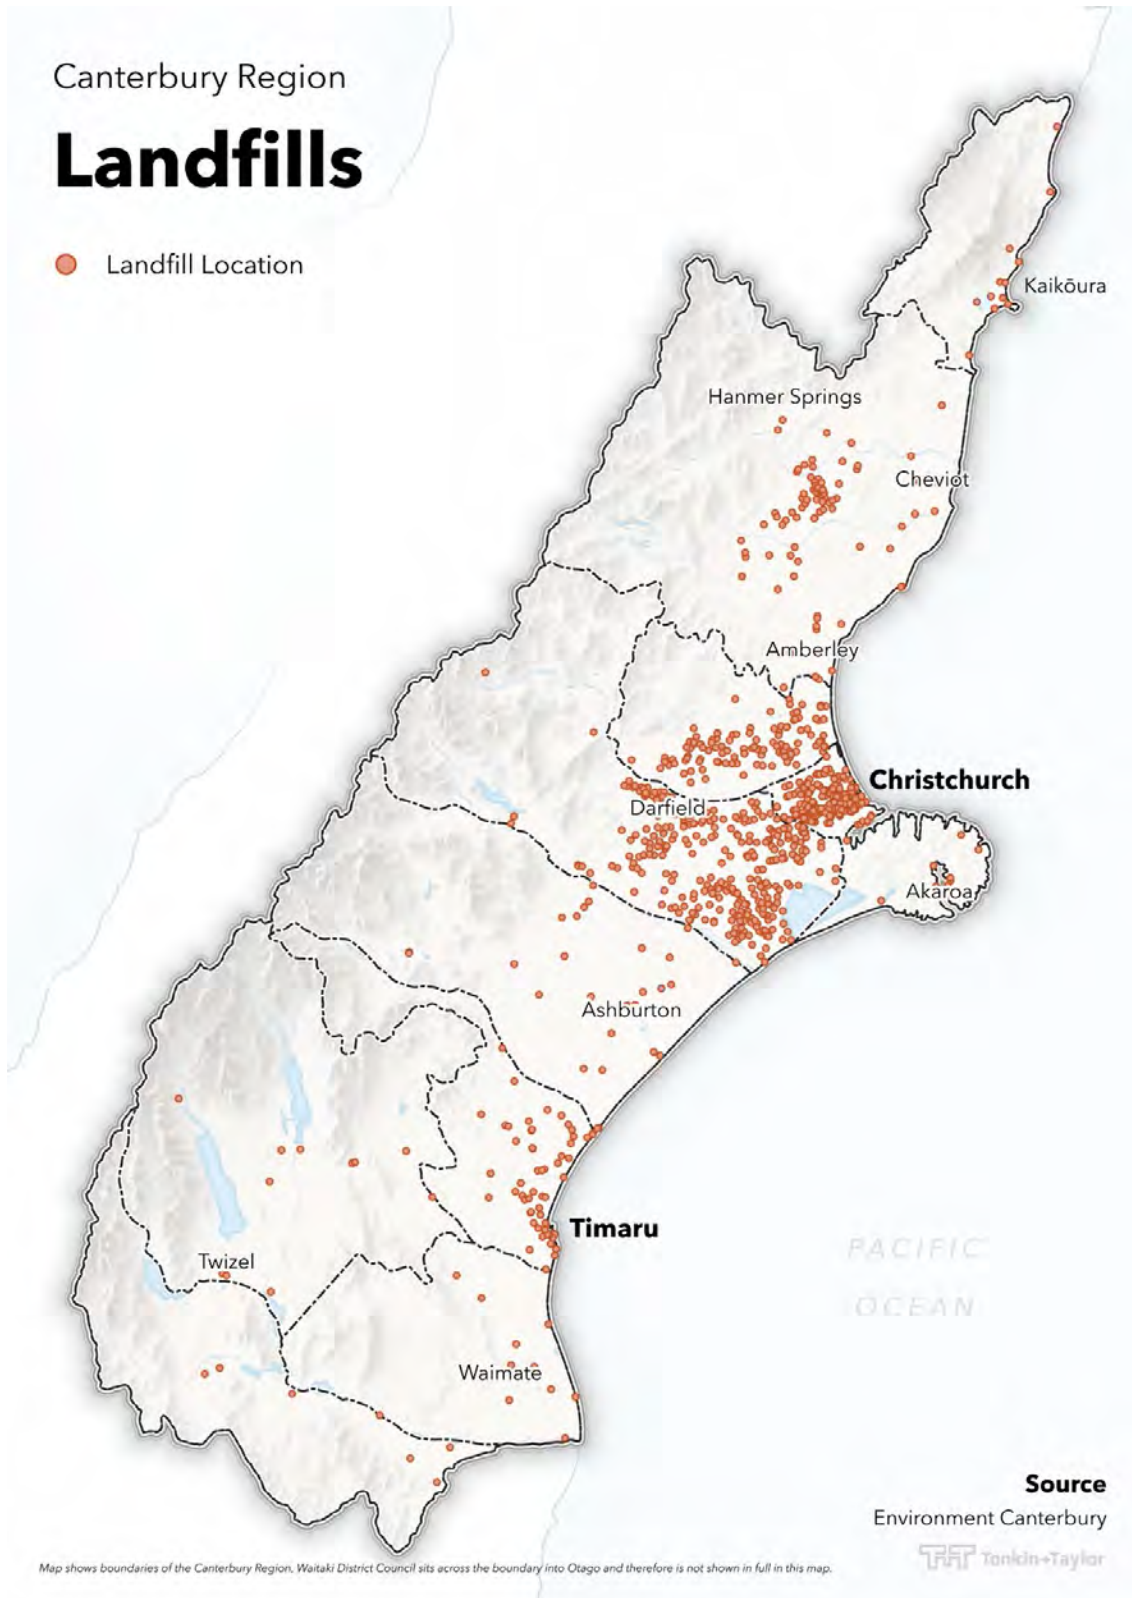 Canterbury Region
Landfills
Landfill Location
Kaikōura
Hanmer Springs
Cheviot
Amberley
Christchurch
Darfield
Akaroa
Ashburton
Timaru
PACIFIC
OCEAN
Twizel
Waimate
Source
Environment Canterbury
T+T Tonkin+Taylor
Map shows boundaries of the Canterbury Region. Waitaki District Council sits across the boundary into Otago and therefore is not shown in full in this map.